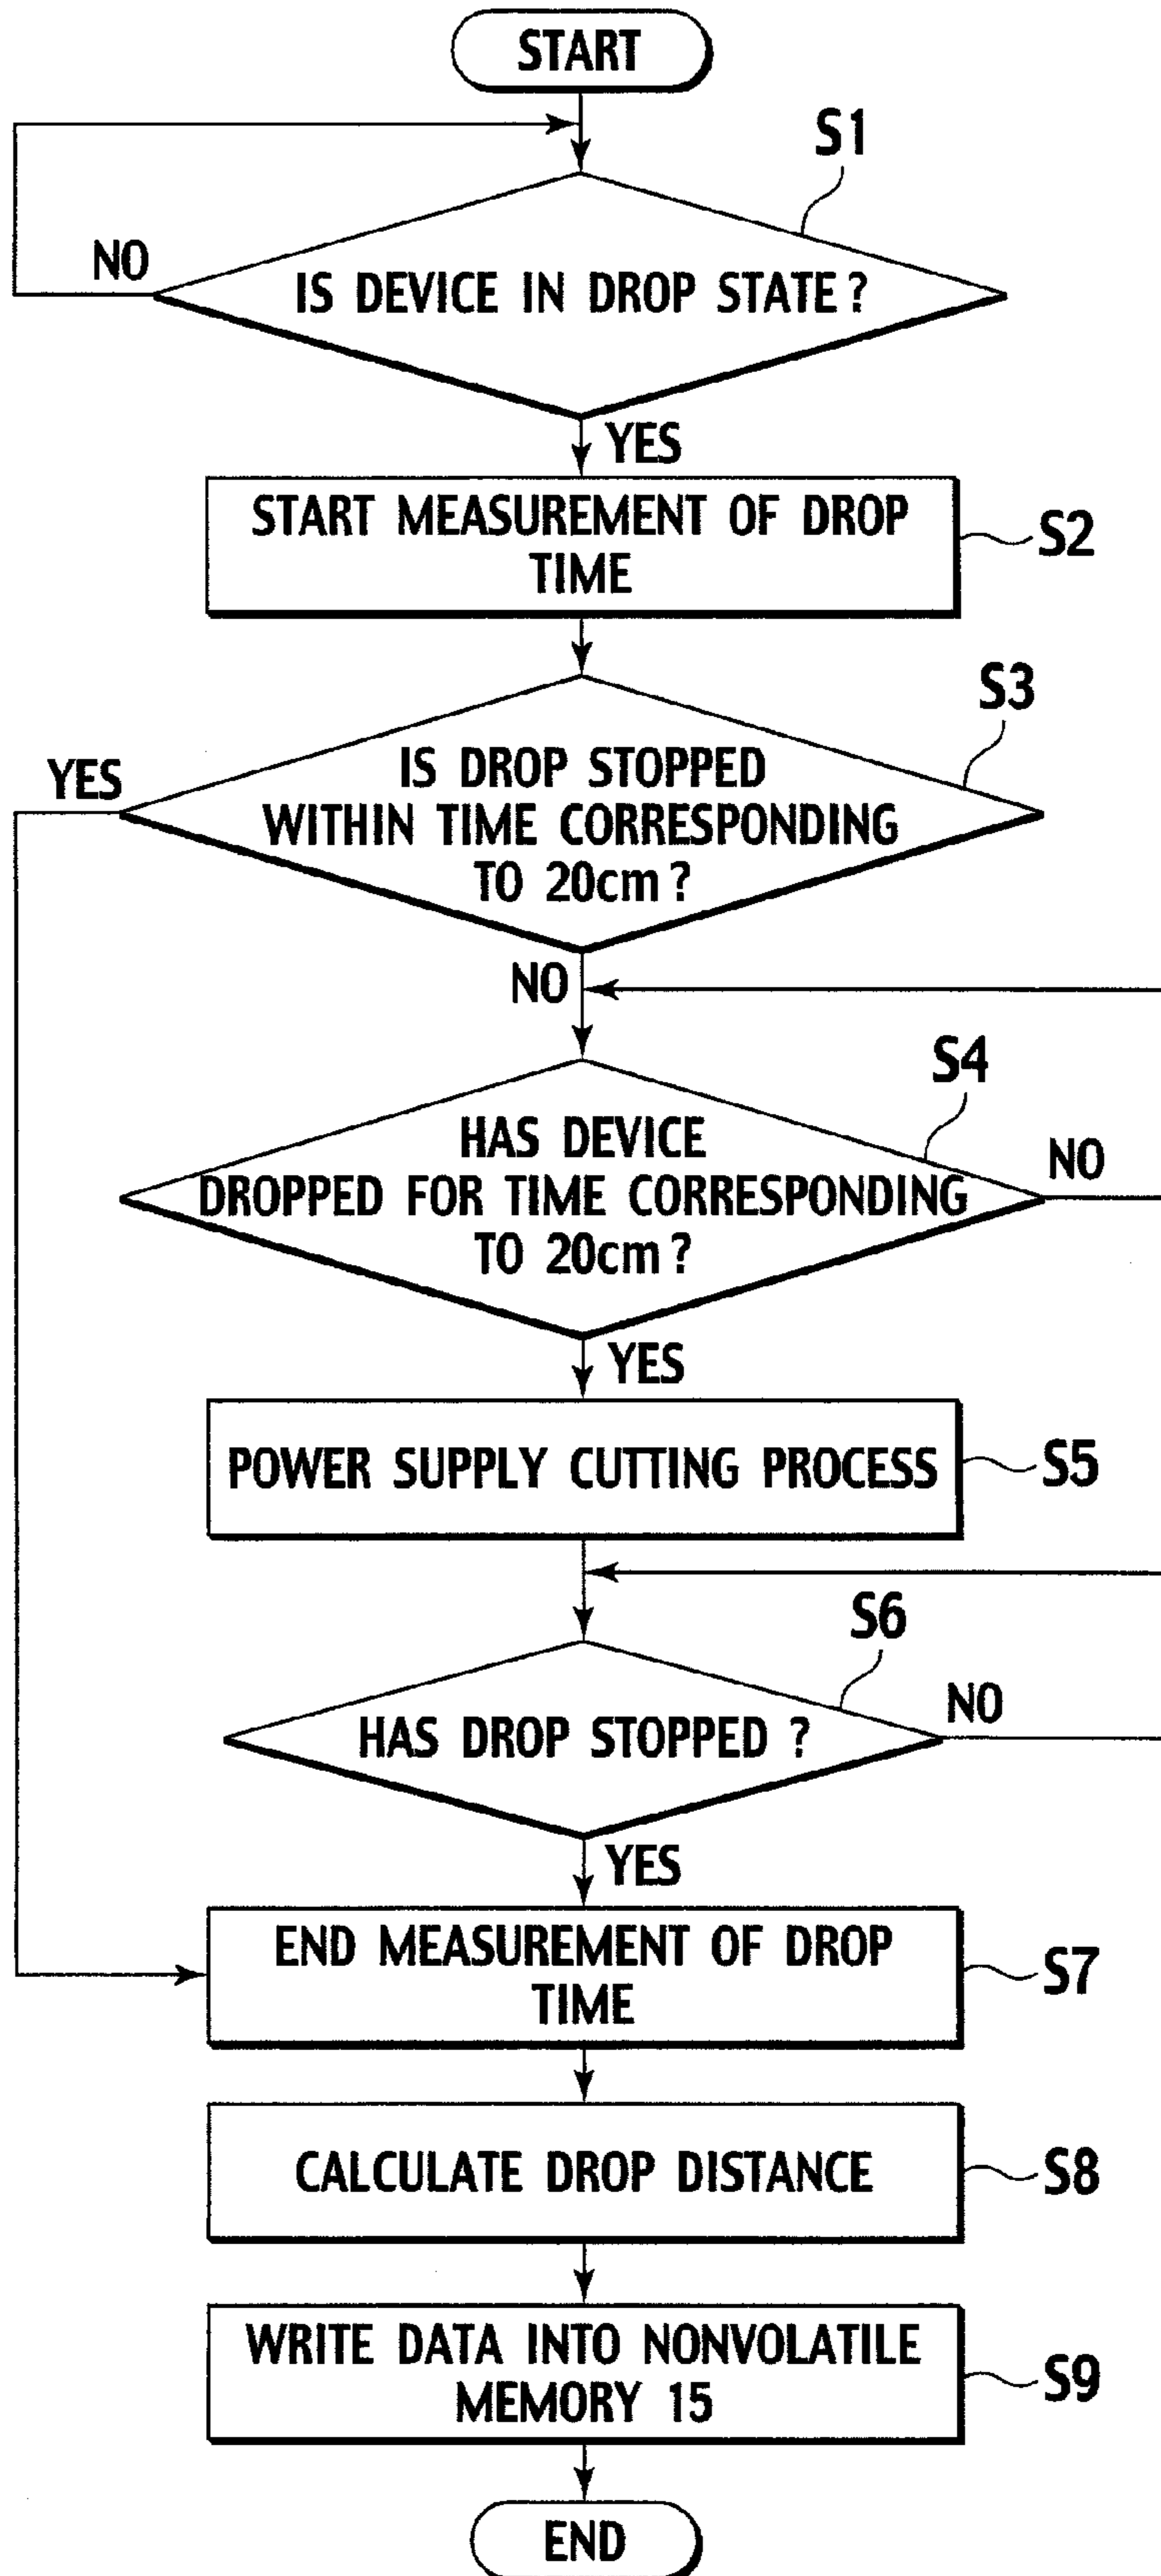 START
S1
NO
IS DEVICE IN DROP STATE?
YES
START MEASUREMENT OF DROP
TIME
S2
S3
YES
IS DROP STOPPED
WITHIN TIME CORRESPONDING
TO 20cm?
NO
S4
HAS DEVICE
DROPPED FOR TIME CORRESPONDING
TO 20cm?
NO
YES
POWER SUPPLY CUTTING PROCESS
S5
S6
HAS DROP STOPPED ?
NO
YES
END MEASUREMENT OF DROP
TIME
S7
CALCULATE DROP DISTANCE
S8
WRITE DATA INTO NONVOLATILE
MEMORY 15
S9
END